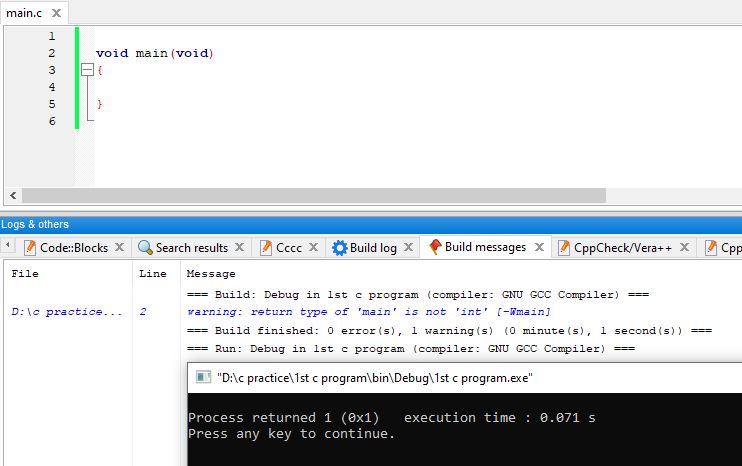 main.c X
1
2 void main(void)
3 {
4
5 }
6
Logs & others
Code::Blocks X Search results X Cccc X Build log X Build messages X CppCheck/Vera++ X Cpp
File Line Message
=== Build: Debug in 1st c program (compiler: GNU GCC Compiler) ===
D:\c practice... 2 warning: return type of 'main' is not 'int' [-Wmain]
=== Build finished: 0 error(s), 1 warning(s) (0 minute(s), 1 second(s)) ===
=== Run: Debug in 1st c program (compiler: GNU GCC Compiler) ===
"D:\c practice\1st c program\bin\Debug\1st c program.exe"
Process returned 1 (0x1)   execution time : 0.071 s
Press any key to continue.